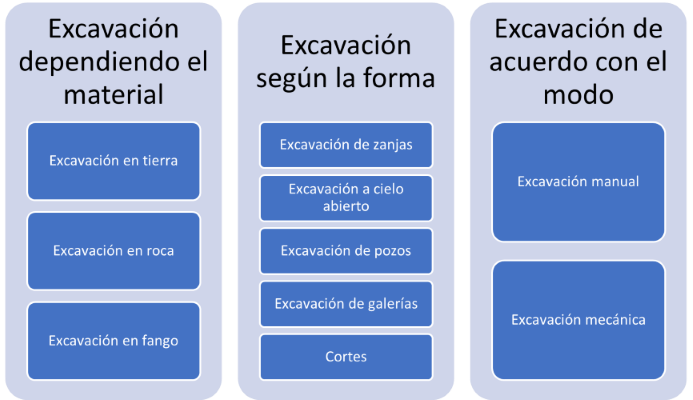 Excavación
dependiendo el
material
Excavación en tierra
Excavación en roca
Excavación en fango
Excavación
según la forma
Excavación de zanjas
Excavación a cielo
abierto
Excavación de pozos
Excavación de galerías
Cortes
Excavación de
acuerdo con el
modo
Excavación manual
Excavación mecánica